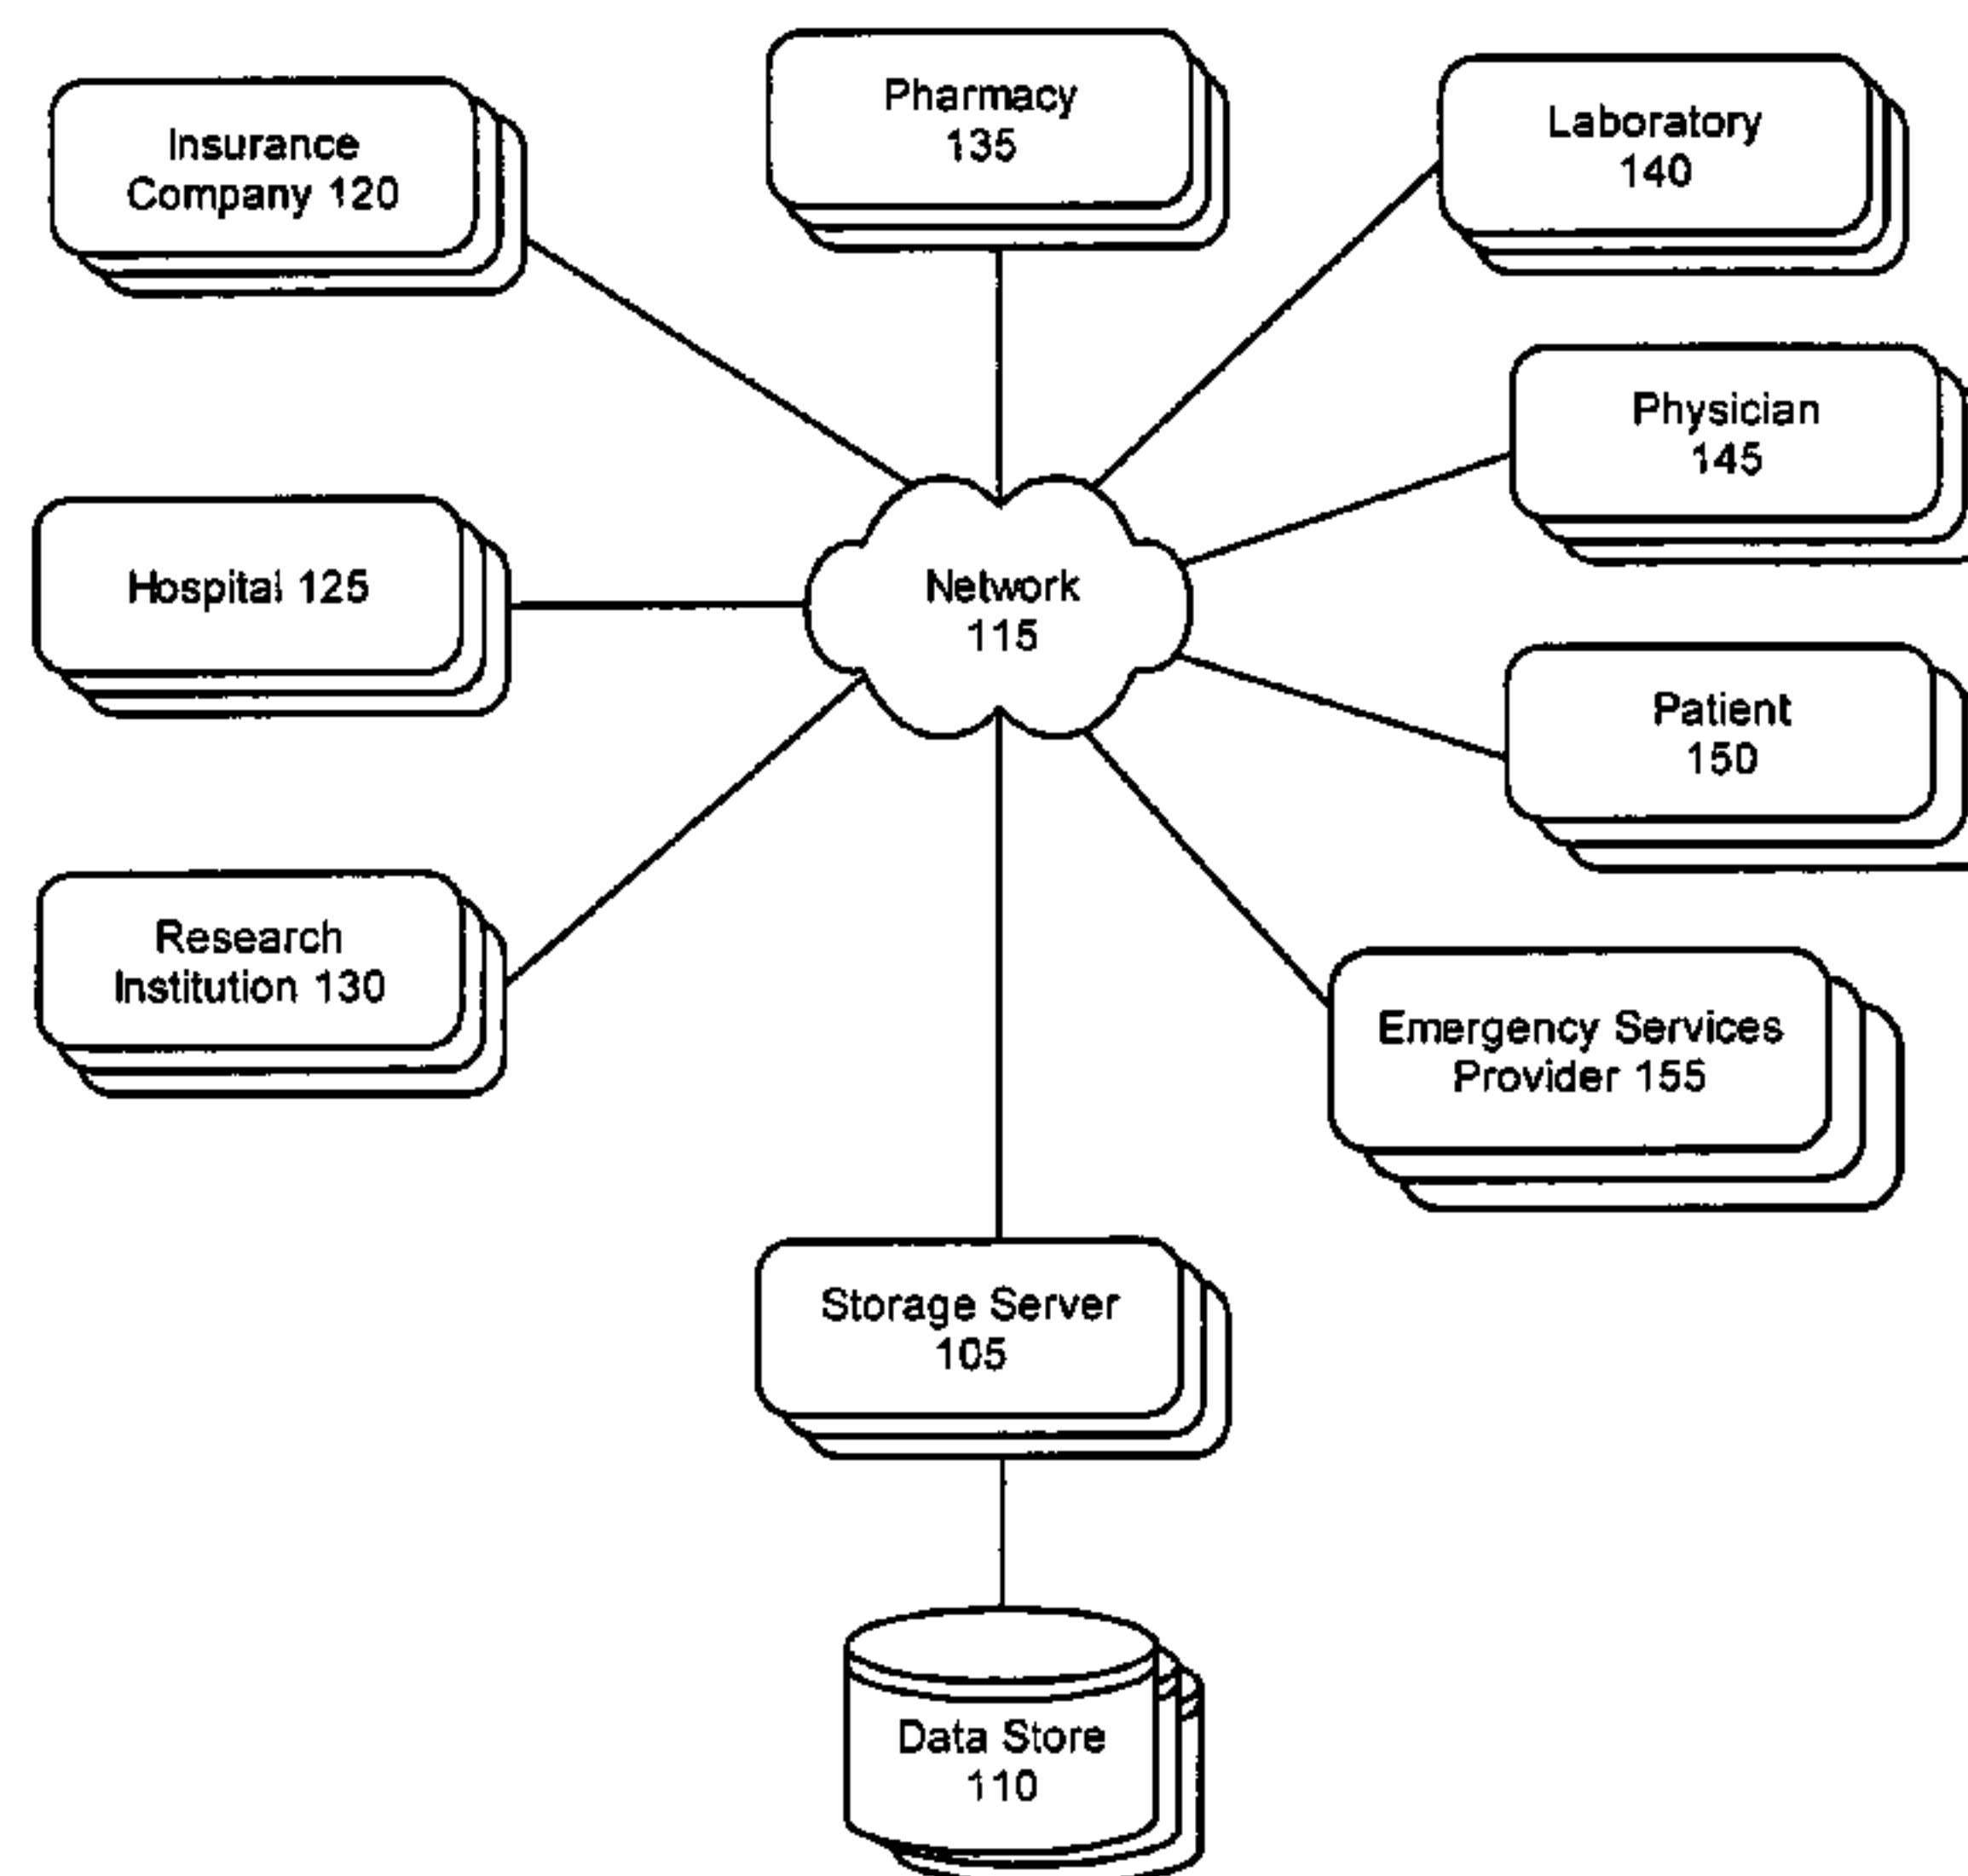 Insurance
Company 120
Pharmacy
135
Laboratory
140
Physician
145
Hospital 125
Network
115
Patient
150
Research
Institution 130
Emergency Services
Provider 155
Storage Server
105
Data Store
110